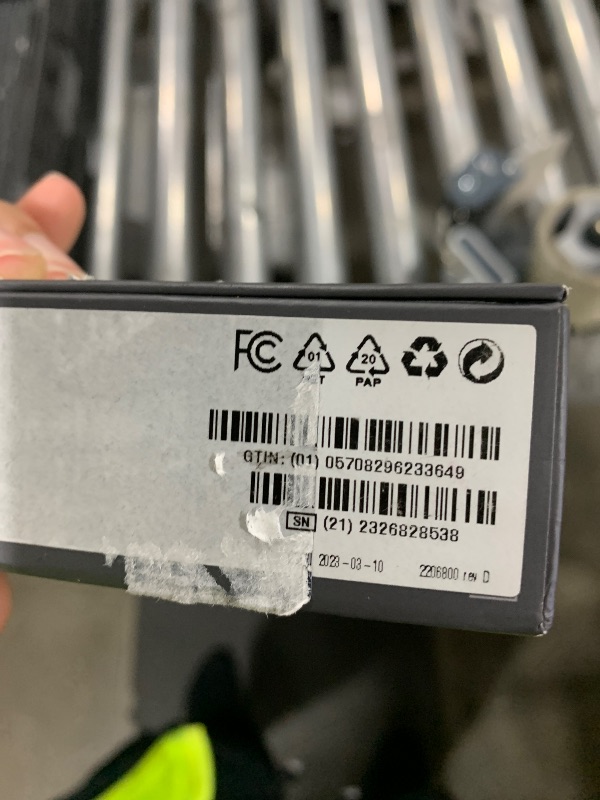 FC 01 20
PAP
GTIN: (01) 05708296233649
SN (21) 2326828538
2023-03-10 2206800 rev D